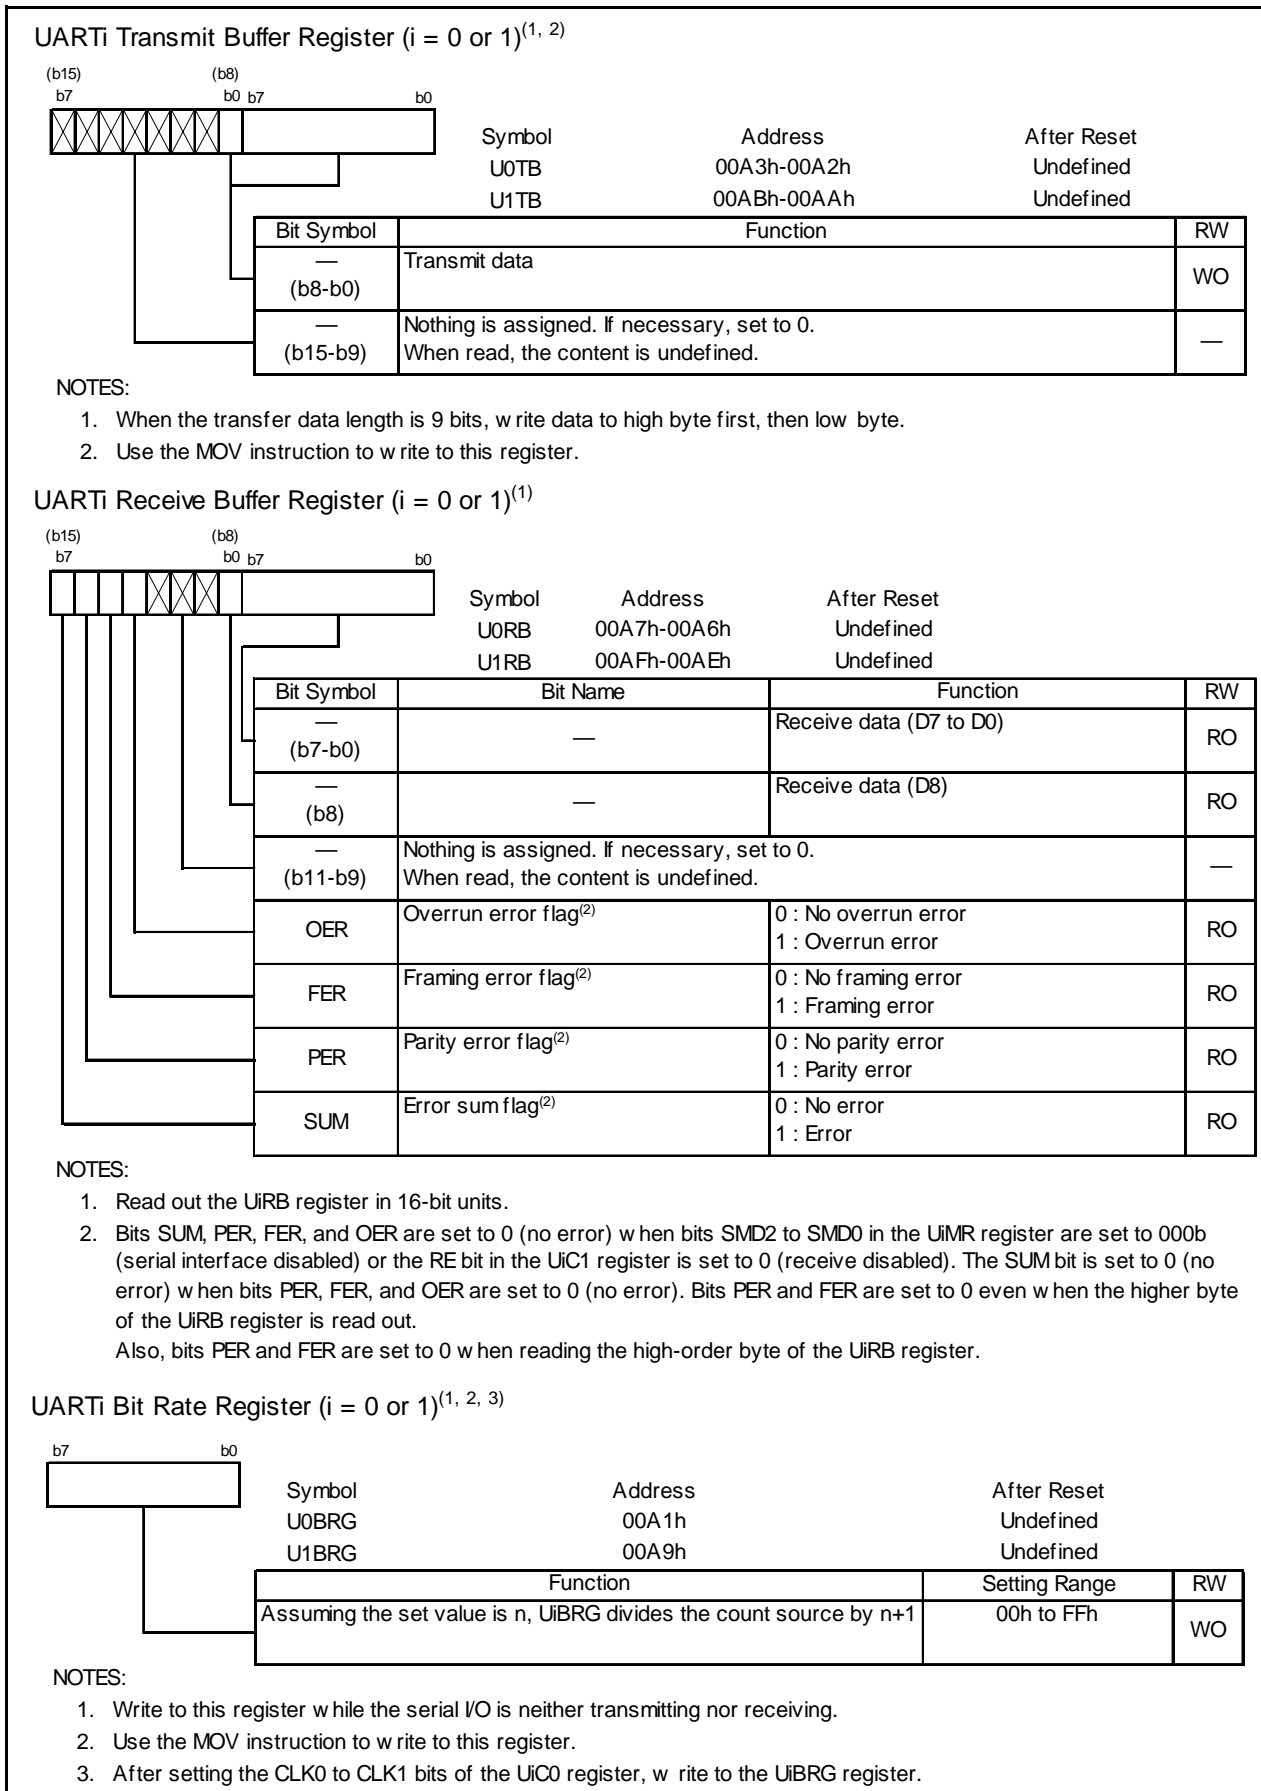 UARTi Transmit Buffer Register (i = 0 or 1)(1, 2)
(b15) (b8)
b7 b0 b7 b0
Symbol Address After Reset
U0TB 00A3h-00A2h Undefined
U1TB 00ABh-00AAh Undefined
Bit Symbol Function RW
— (b8-b0) Transmit data WO
— (b15-b9) Nothing is assigned. If necessary, set to 0.
When read, the content is undefined. —
NOTES:
1. When the transfer data length is 9 bits, write data to high byte first, then low byte.
2. Use the MOV instruction to write to this register.
UARTi Receive Buffer Register (i = 0 or 1)(1)
(b15) (b8)
b7 b0 b7 b0
Symbol Address After Reset
U0RB 00A7h-00A6h Undefined
U1RB 00AFh-00AEh Undefined
Bit Symbol Bit Name Function RW
— (b7-b0) — Receive data (D7 to D0) RO
— (b8) — Receive data (D8) RO
— (b11-b9) Nothing is assigned. If necessary, set to 0.
When read, the content is undefined. —
OER Overrun error flag(2) 0 : No overrun error
1 : Overrun error RO
FER Framing error flag(2) 0 : No framing error
1 : Framing error RO
PER Parity error flag(2) 0 : No parity error
1 : Parity error RO
SUM Error sum flag(2) 0 : No error
1 : Error RO
NOTES:
1. Read out the UiRB register in 16-bit units.
2. Bits SUM, PER, FER, and OER are set to 0 (no error) when bits SMD2 to SMD0 in the UiMR register are set to 000b
(serial interface disabled) or the RE bit in the UiC1 register is set to 0 (receive disabled). The SUM bit is set to 0 (no
error) when bits PER, FER, and OER are set to 0 (no error). Bits PER and FER are set to 0 even when the higher byte
of the UiRB register is read out.
Also, bits PER and FER are set to 0 when reading the high-order byte of the UiRB register.
UARTi Bit Rate Register (i = 0 or 1)(1, 2, 3)
b7 b0
Symbol Address After Reset
U0BRG 00A1h Undefined
U1BRG 00A9h Undefined
Function Setting Range RW
Assuming the set value is n, UiBRG divides the count source by n+1 00h to FFh WO
NOTES:
1. Write to this register while the serial I/O is neither transmitting nor receiving.
2. Use the MOV instruction to write to this register.
3. After setting the CLK0 to CLK1 bits of the UiC0 register, write to the UiBRG register.